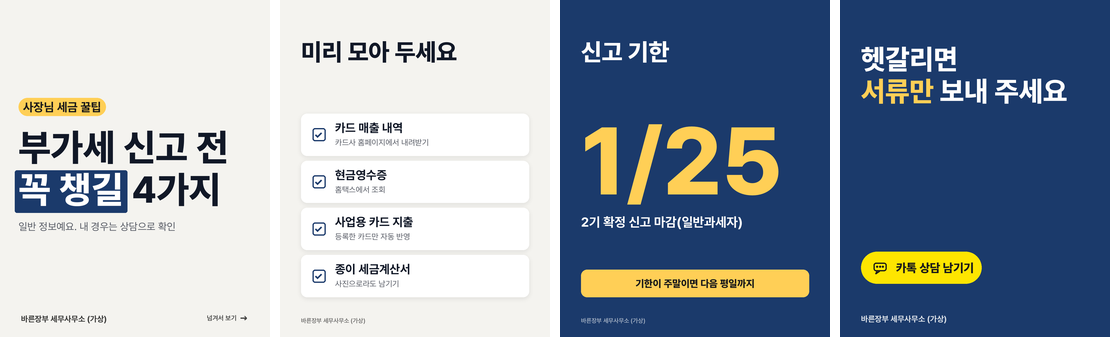 사장님 세금 꿀팁
부가세 신고 전
꼭 챙길 4가지
일반 정보예요. 내 경우는 상담으로 확인
바른장부 세무사무소 (가상)
넘겨서 보기 →
미리 모아 두세요
카드 매출 내역
카드사 홈페이지에서 내려받기
현금영수증
홈택스에서 조회
사업용 카드 지출
등록한 카드만 자동 반영
종이 세금계산서
사진으로라도 남기기
바른장부 세무사무소 (가상)
신고 기한
1/25
2기 확정 신고 마감(일반과세자)
기한이 주말이면 다음 평일까지
바른장부 세무사무소 (가상)
헷갈리면
서류만 보내 주세요
카톡 상담 남기기
바른장부 세무사무소 (가상)